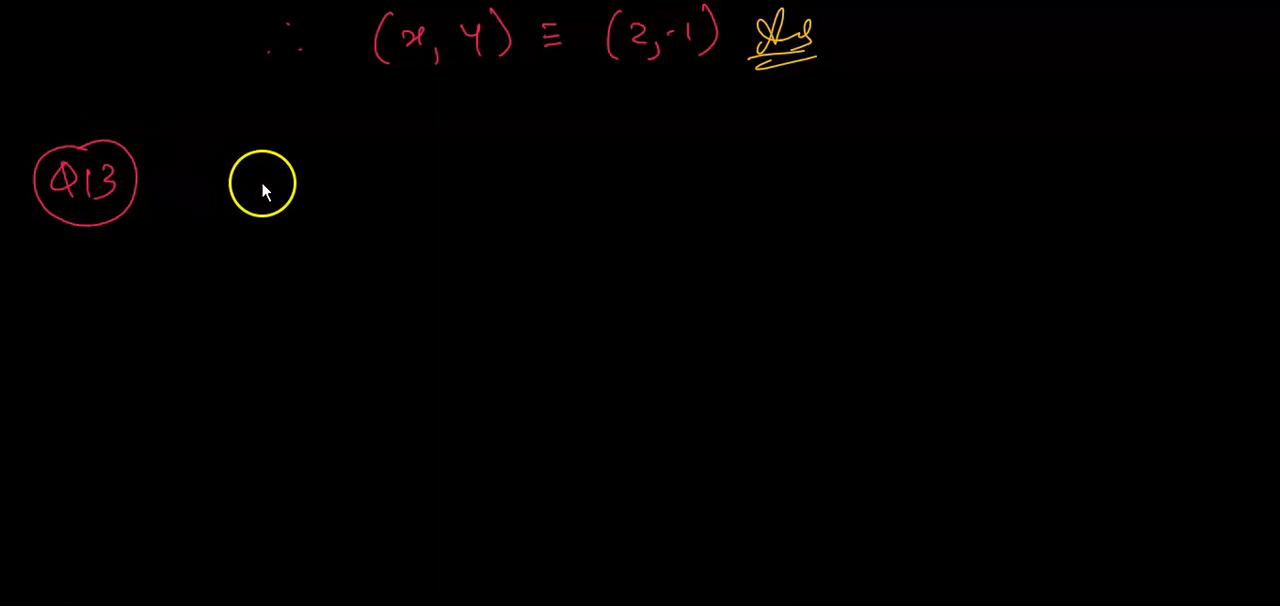 ∴ (x, y) ≡ (2, -1) Ans
Q13